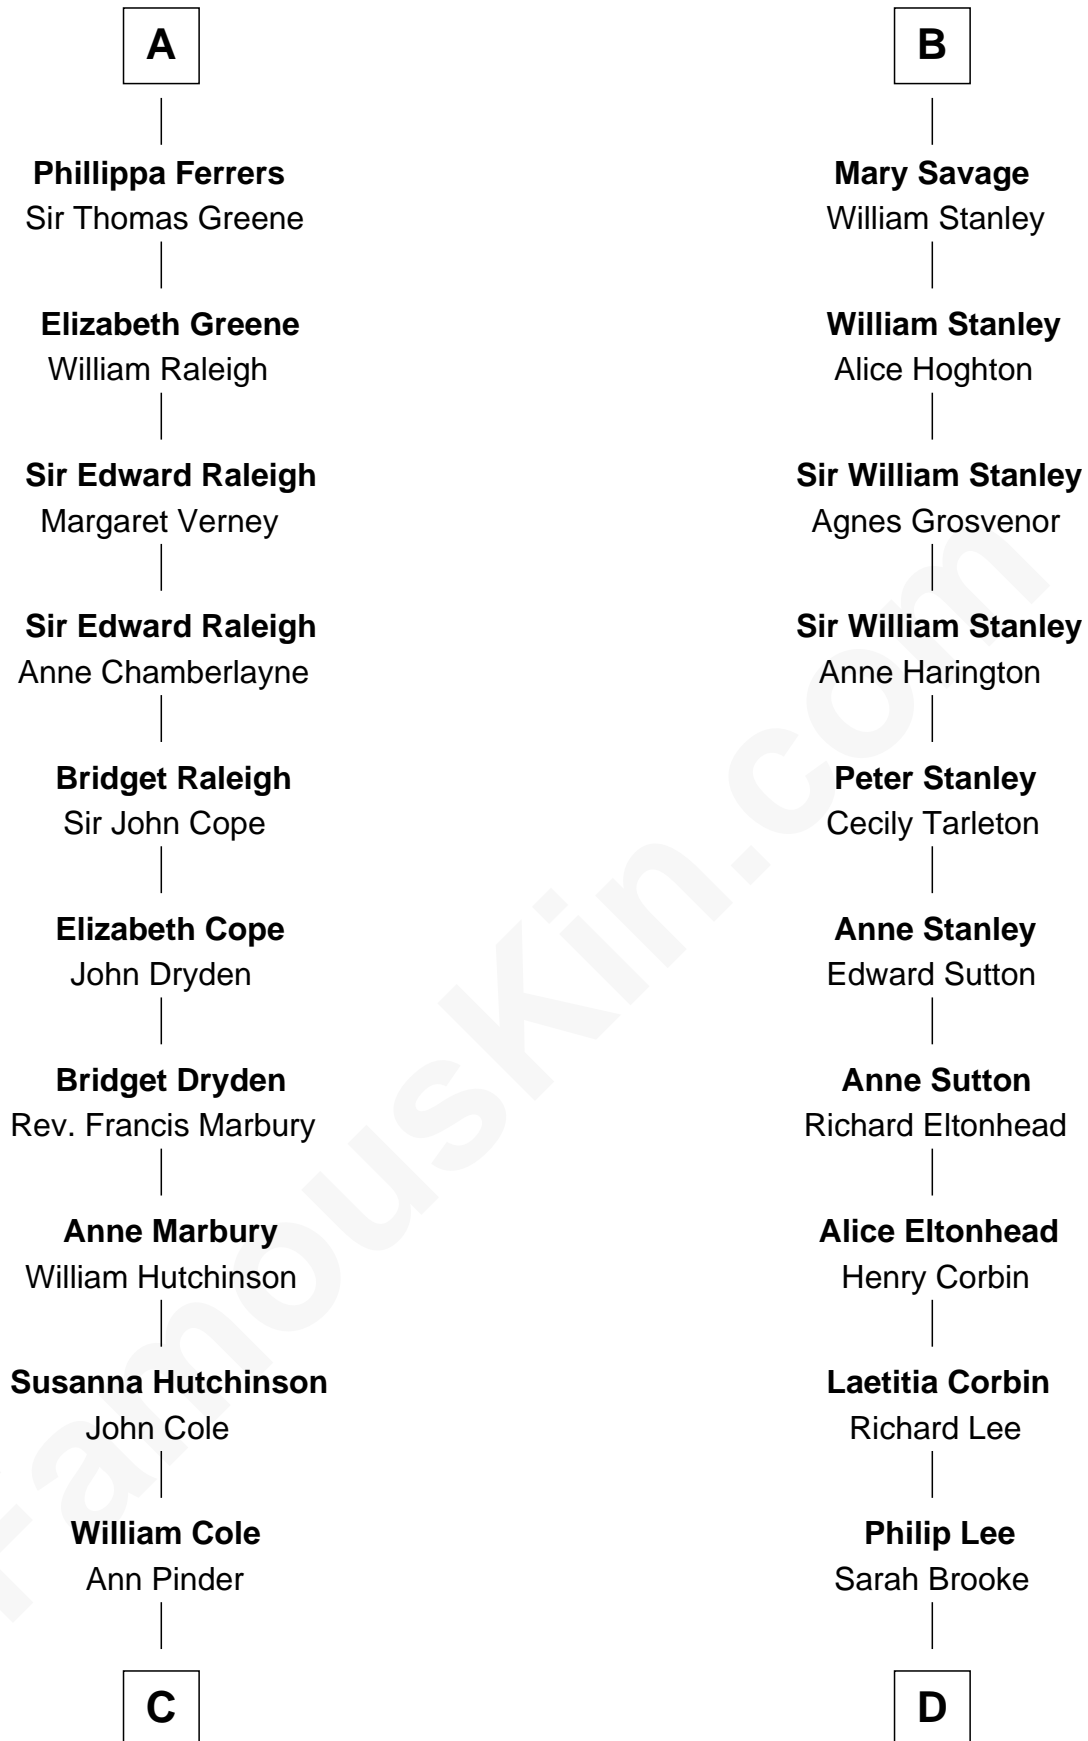 A
Phillippa Ferrers
Sir Thomas Greene
Elizabeth Greene
William Raleigh
Sir Edward Raleigh
Margaret Verney
Sir Edward Raleigh
Anne Chamberlayne
Bridget Raleigh
Sir John Cope
Elizabeth Cope
John Dryden
Bridget Dryden
Rev. Francis Marbury
Anne Marbury
William Hutchinson
Susanna Hutchinson
John Cole
William Cole
Ann Pinder
C
B
Mary Savage
William Stanley
William Stanley
Alice Hoghton
Sir William Stanley
Agnes Grosvenor
Sir William Stanley
Anne Harington
Peter Stanley
Cecily Tarleton
Anne Stanley
Edward Sutton
Anne Sutton
Richard Eltonhead
Alice Eltonhead
Henry Corbin
Laetitia Corbin
Richard Lee
Philip Lee
Sarah Brooke
D
FamousKin.com